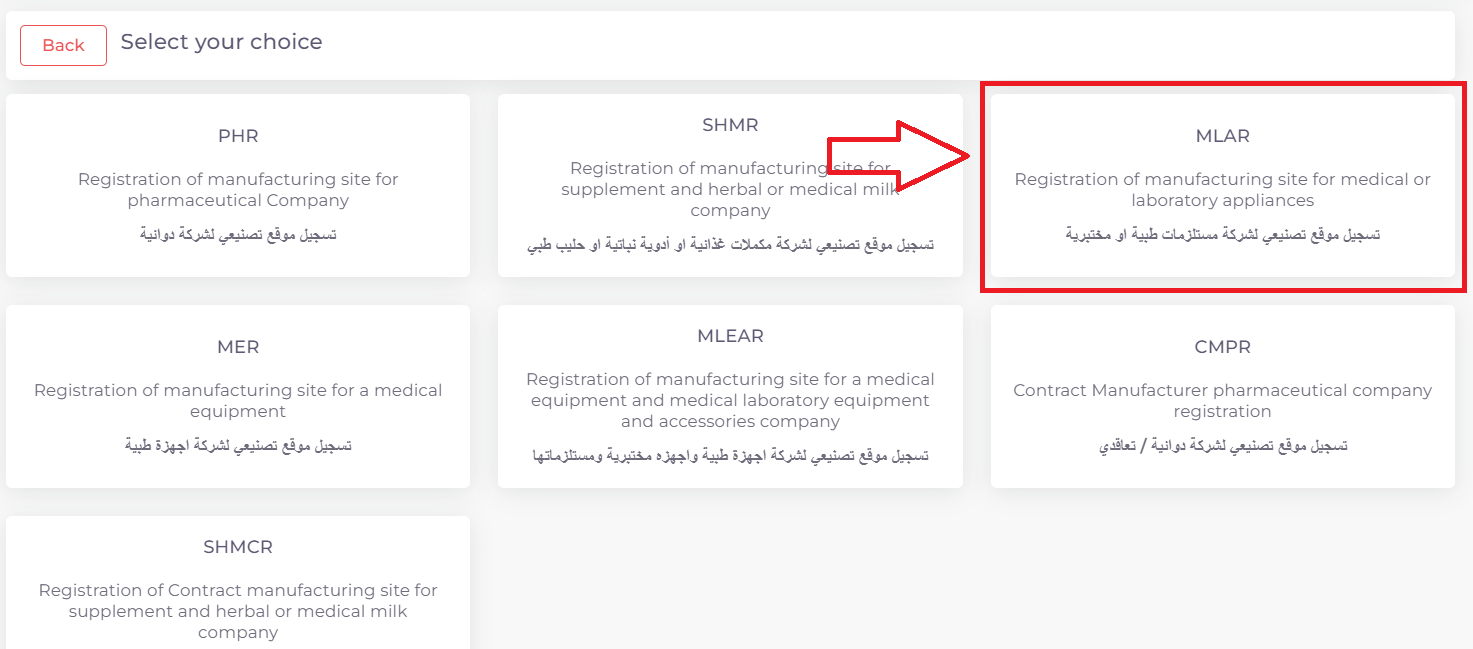 Back
Select your choice
PHR
Registration of manufacturing site for
pharmaceutical Company
تسجيل موقع تصنيعي لشركة دوائية
SHMR
Registration of manufacturing site for
supplement and herbal or medical milk
company
تسجيل موقع تصنيعي لشركة مكملات غذائية او أدوية نباتية او حليب طبي
MLAR
Registration of manufacturing site for medical or
laboratory appliances
تسجيل موقع تصنيعي لشركة مستلزمات طبية او مختبرية
MER
Registration of manufacturing site for a medical
equipment
تسجيل موقع تصنيعي لشركة اجهزة طبية
MLEAR
Registration of manufacturing site for a medical
equipment and medical laboratory equipment
and accessories company
تسجيل موقع تصنيعي لشركة اجهزة طبية واجهزه مختبرية ومستلزماتها
CMPR
Contract Manufacturer pharmaceutical company
registration
تسجيل موقع تصنيعي لشركة دوائية / تعاقدي
SHMCR
Registration of Contract manufacturing site for
supplement and herbal or medical milk
company